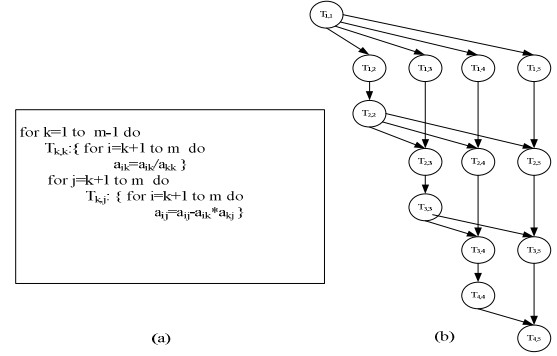 for k=1 to m-1 do
T_{k,k}:{ for i=k+1 to m do
a_{ik}=a_{ik}/a_{kk} }
for j=k+1 to m do
T_{k,j}: { for i=k+1 to m do
a_{ij}=a_{ij}-a_{ik}*a_{kj} }
(a)
T_{1,1}
T_{1,2} T_{1,3} T_{1,4} T_{1,5}
T_{2,2}
T_{2,3} T_{2,4} T_{2,5}
T_{3,3}
T_{3,4} T_{3,5}
T_{4,4}
T_{4,5}
(b)